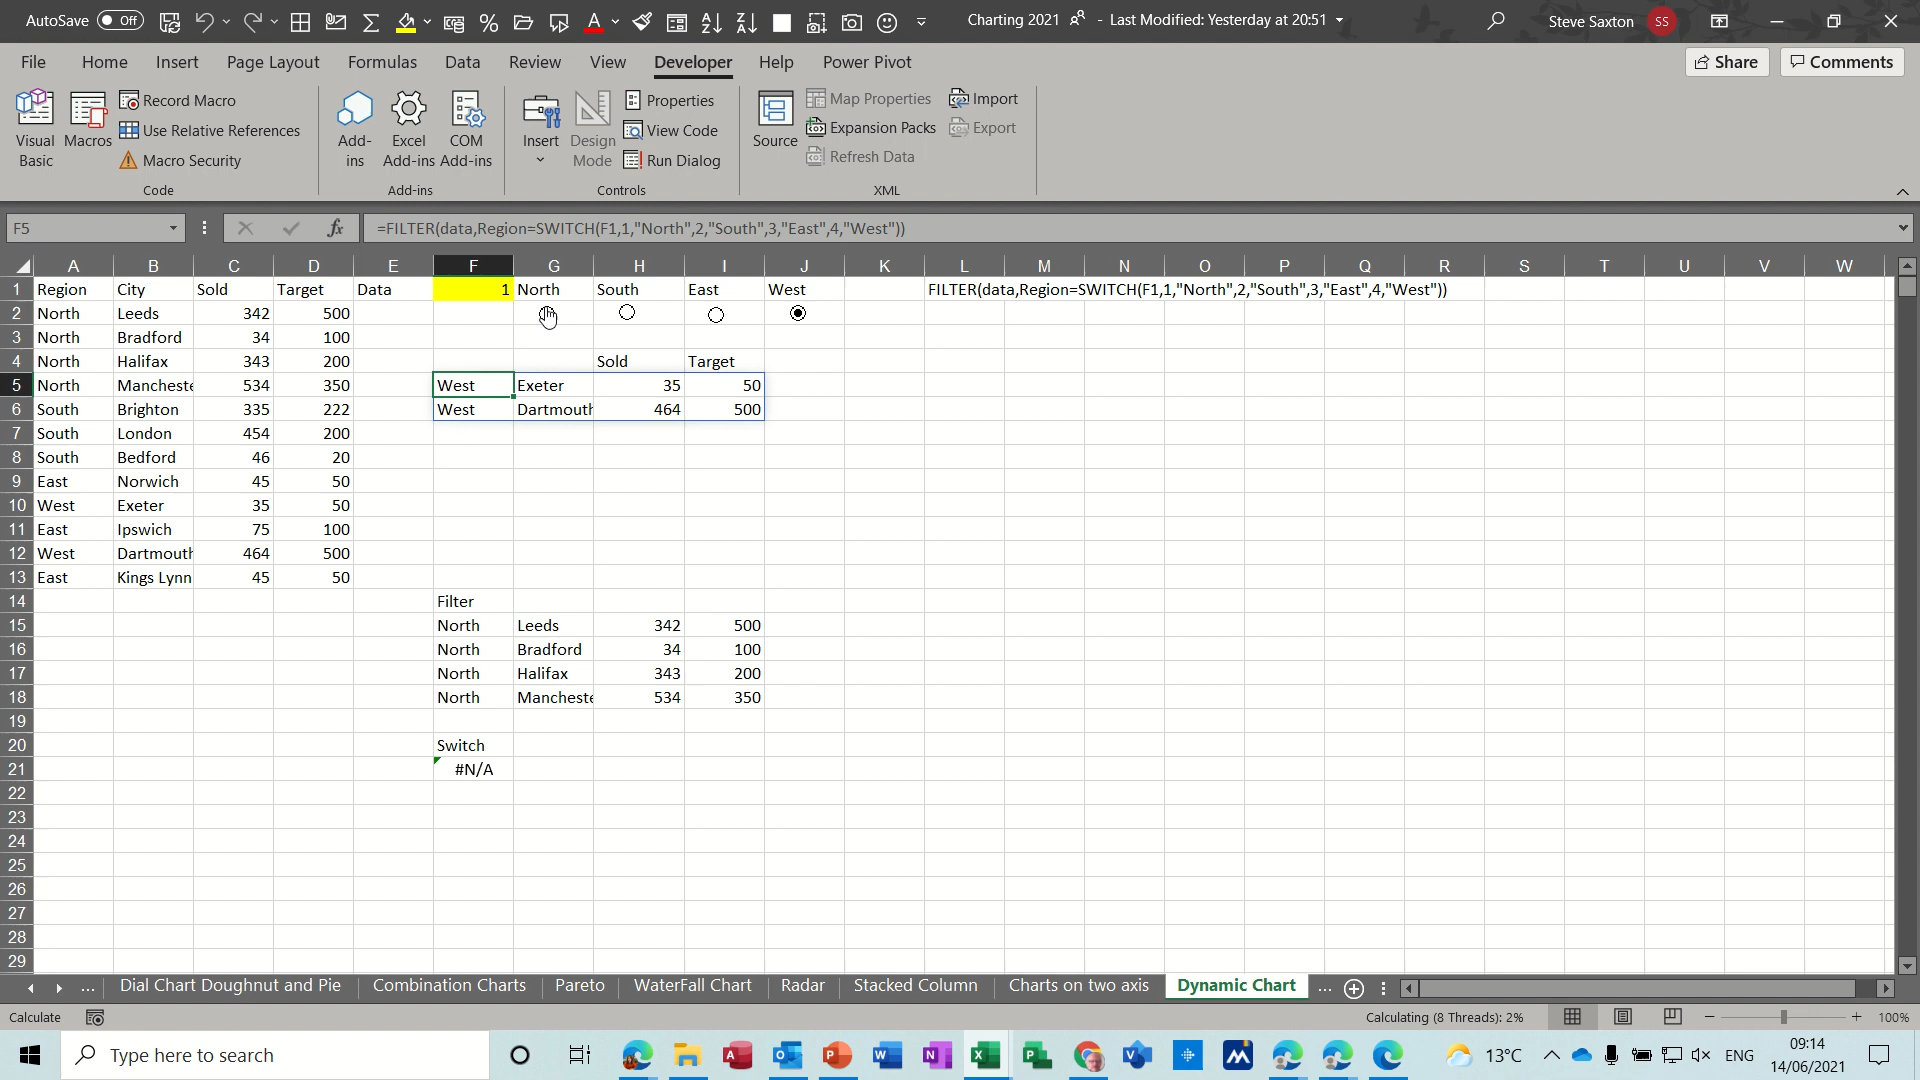 AutoSave Off Charting 2021 - Last Modified: Yesterday at 20:51 Steve Saxton SS
File Home Insert Page Layout Formulas Data Review View Developer Help Power Pivot Share Comments
Visual Basic
Macros
Record Macro
Use Relative References
Macro Security
Code
Add-ins
Excel Add-ins
COM Add-ins
Add-ins
Insert
Design Mode
Properties
View Code
Run Dialog
Controls
Source
Map Properties
Expansion Packs
Refresh Data
Import
Export
XML
F5 fx =FILTER(data,Region=SWITCH(F1,1,"North",2,"South",3,"East",4,"West"))
A B C D E F G H I J K L M N O P Q R S T U V W
1 Region City Sold Target Data 1 North South East West FILTER(data,Region=SWITCH(F1,1,"North",2,"South",3,"East",4,"West"))
2 North Leeds 342 500
3 North Bradford 34 100
4 North Halifax 343 200 Sold Target
5 North Mancheste 534 350 West Exeter 35 50
6 South Brighton 335 222 West Dartmouth 464 500
7 South London 454 200
8 South Bedford 46 20
9 East Norwich 45 50
10 West Exeter 35 50
11 East Ipswich 75 100
12 West Dartmouth 464 500
13 East Kings Lynn 45 50
14 Filter
15 North Leeds 342 500
16 North Bradford 34 100
17 North Halifax 343 200
18 North Mancheste 534 350
19
20 Switch
21 #N/A
22
23
24
25
26
27
28
29
... Dial Chart Doughnut and Pie Combination Charts Pareto WaterFall Chart Radar Stacked Column Charts on two axis Dynamic Chart ...
Calculate Calculating (8 Threads): 2% 100%
Type here to search 13°C ENG 09:14
14/06/2021